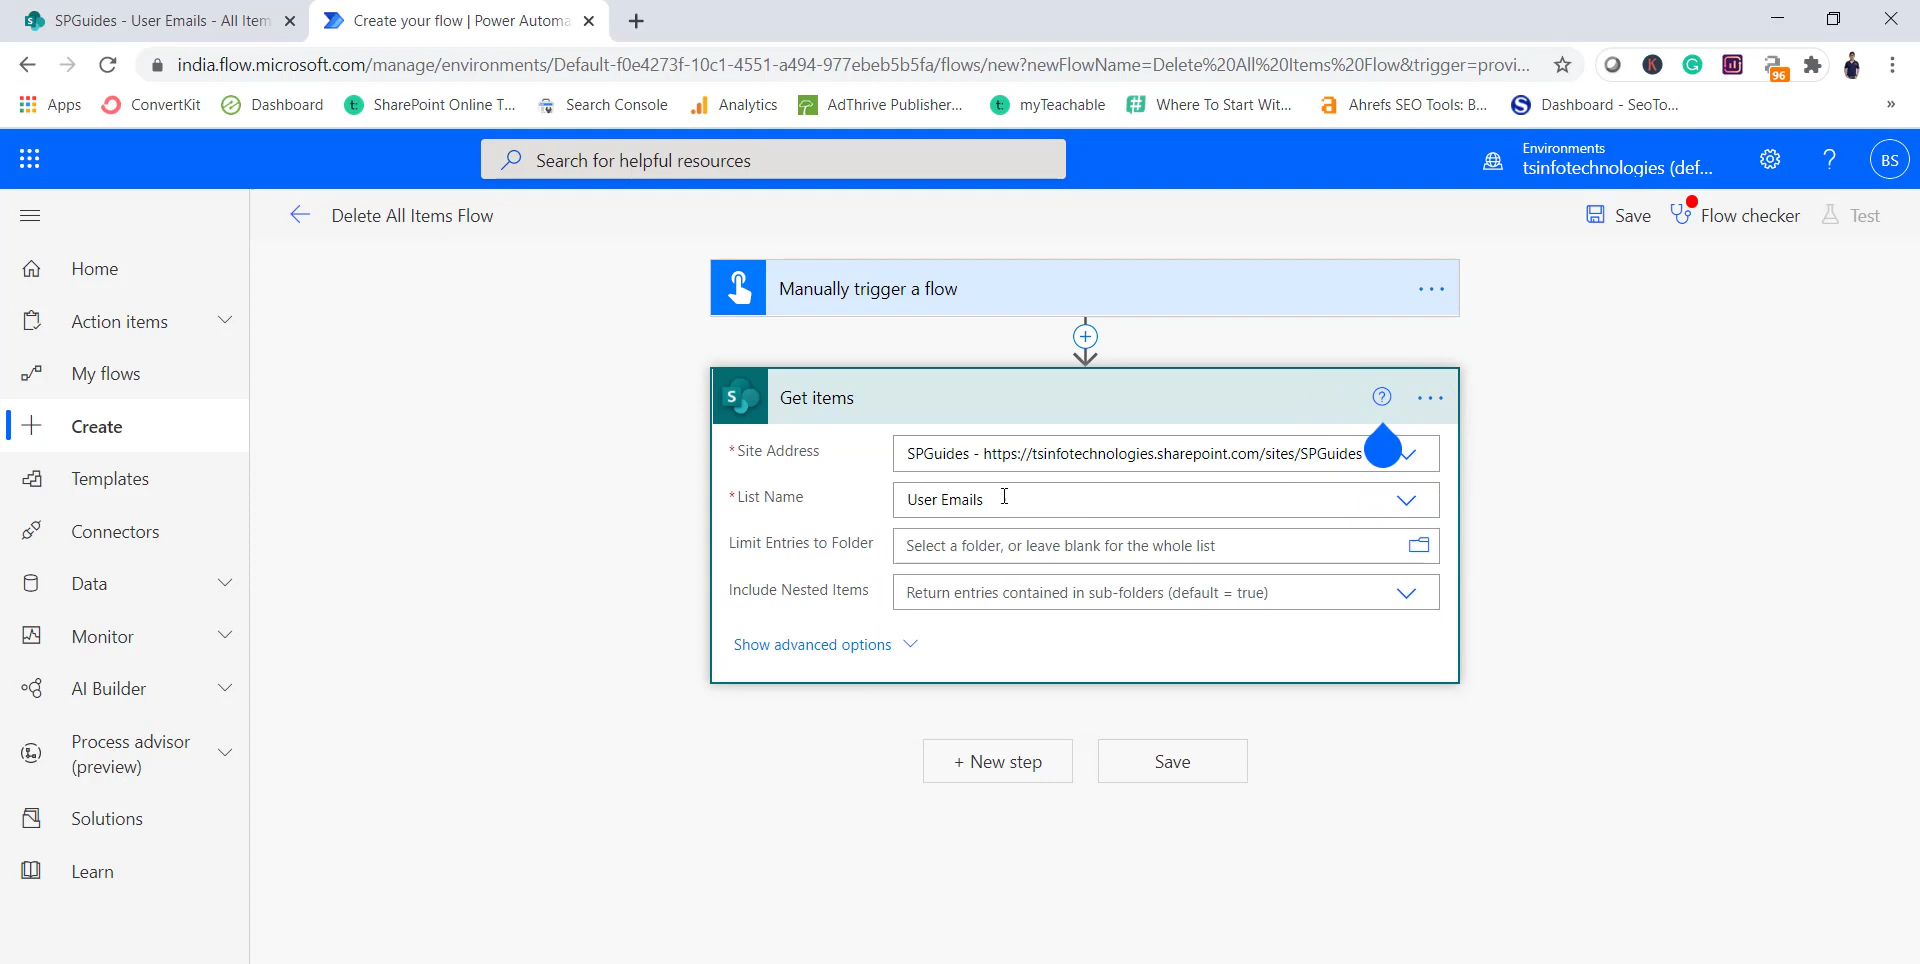 SPGuides - User Emails - All Item
Create your flow | Power Automa
india.flow.microsoft.com/manage/environments/Default-f0e4273f-10c1-4551-a494-977ebeb5b5fa/flows/new?newFlowName=Delete%20All%20Items%20Flow&trigger=provi...
96
Apps
ConvertKit
Dashboard
SharePoint Online T...
Search Console
Analytics
AdThrive Publisher...
myTeachable
Where To Start Wit...
Ahrefs SEO Tools: B...
Dashboard - SeoTo...
»
Search for helpful resources
Environments
tsinfotechnologies (def...
BS
Delete All Items Flow
Save
Flow checker
Test
Home
Action items
My flows
Create
Templates
Connectors
Data
Monitor
AI Builder
Process advisor
(preview)
Solutions
Learn
Manually trigger a flow
S
Get items
* Site Address
SPGuides - https://tsinfotechnologies.sharepoint.com/sites/SPGuides
* List Name
User Emails
Limit Entries to Folder
Select a folder, or leave blank for the whole list
Include Nested Items
Return entries contained in sub-folders (default = true)
Show advanced options
+ New step
Save